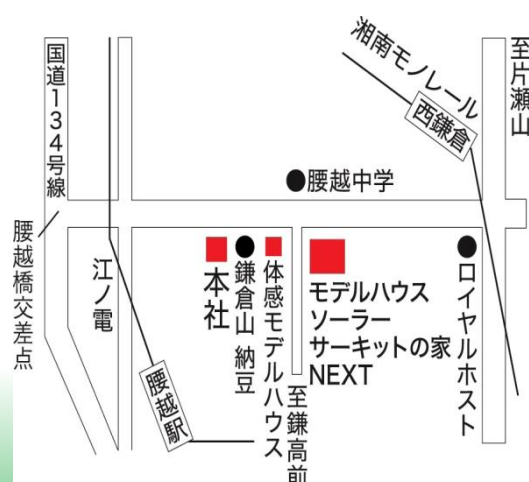 国道134号線
湘南モノレール
西鎌倉
至片瀬山
腰越中学
腰越橋交差点
江ノ電
腰越駅
本社
鎌倉山 納豆
体感モデルハウス
至鎌高前
モデルハウス
ソーラー
サーキットの家
NEXT
ロイヤルホスト